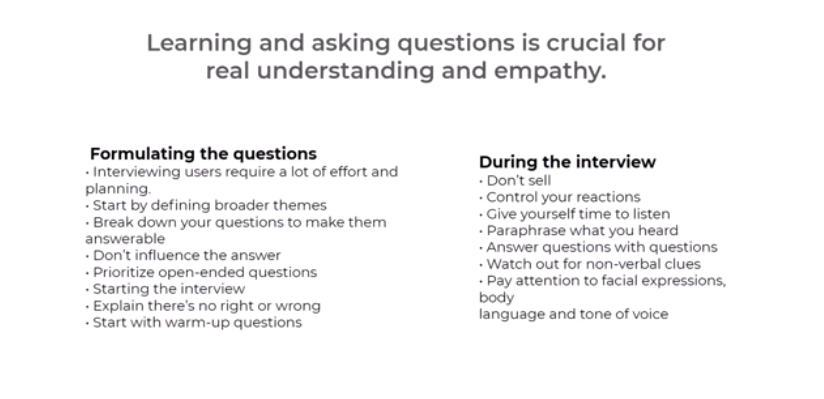 Learning and asking questions is crucial for
real understanding and empathy.
Formulating the questions
• Interviewing users require a lot of effort and
planning.
• Start by defining broader themes
• Break down your questions to make them
answerable
• Don't influence the answer
• Prioritize open-ended questions
• Starting the interview
• Explain there's no right or wrong
• Start with warm-up questions
During the interview
• Don't sell
• Control your reactions
• Give yourself time to listen
• Paraphrase what you heard
• Answer questions with questions
• Watch out for non-verbal clues
• Pay attention to facial expressions,
body
language and tone of voice